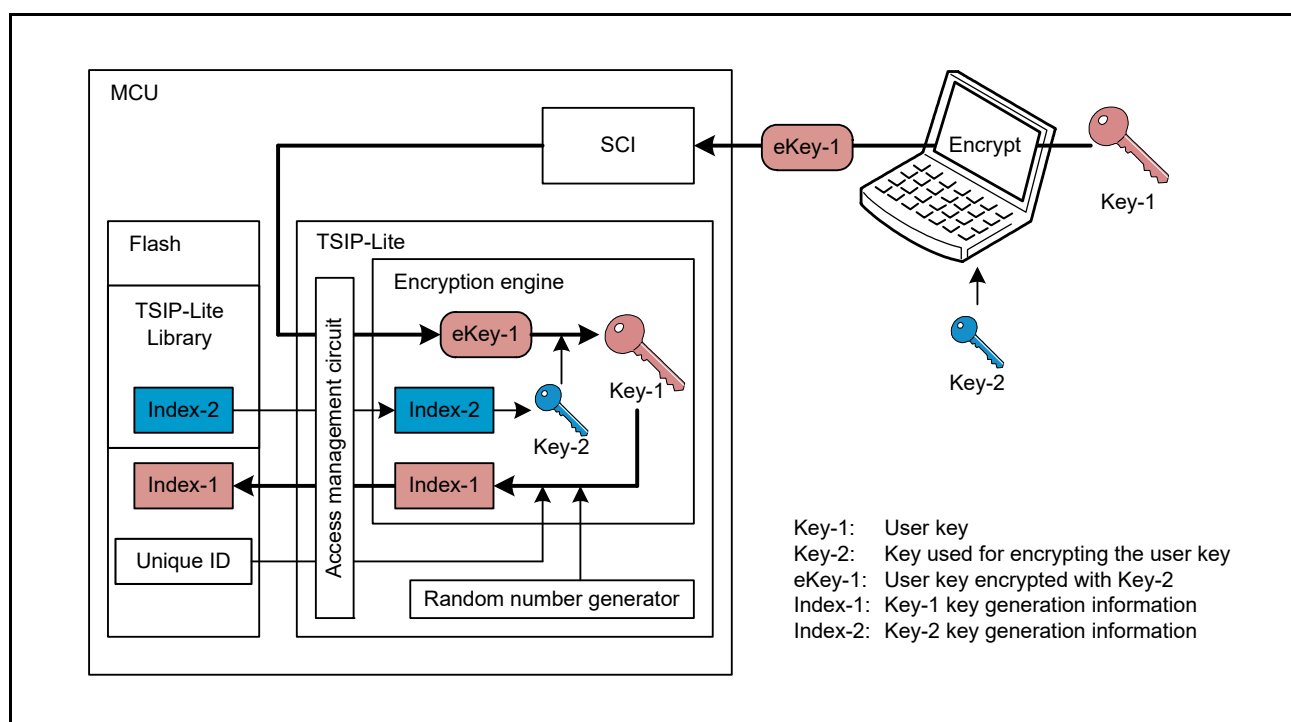 MCU
SCI
eKey-1
Encrypt
Key-1
Flash
TSIP-Lite
Library
Index-2
Index-1
Unique ID
TSIP-Lite
Access management circuit
Encryption engine
eKey-1
Key-1
Index-2
Key-2
Index-1
Random number generator
Key-2
Key-1: User key
Key-2: Key used for encrypting the user key
eKey-1: User key encrypted with Key-2
Index-1: Key-1 key generation information
Index-2: Key-2 key generation information